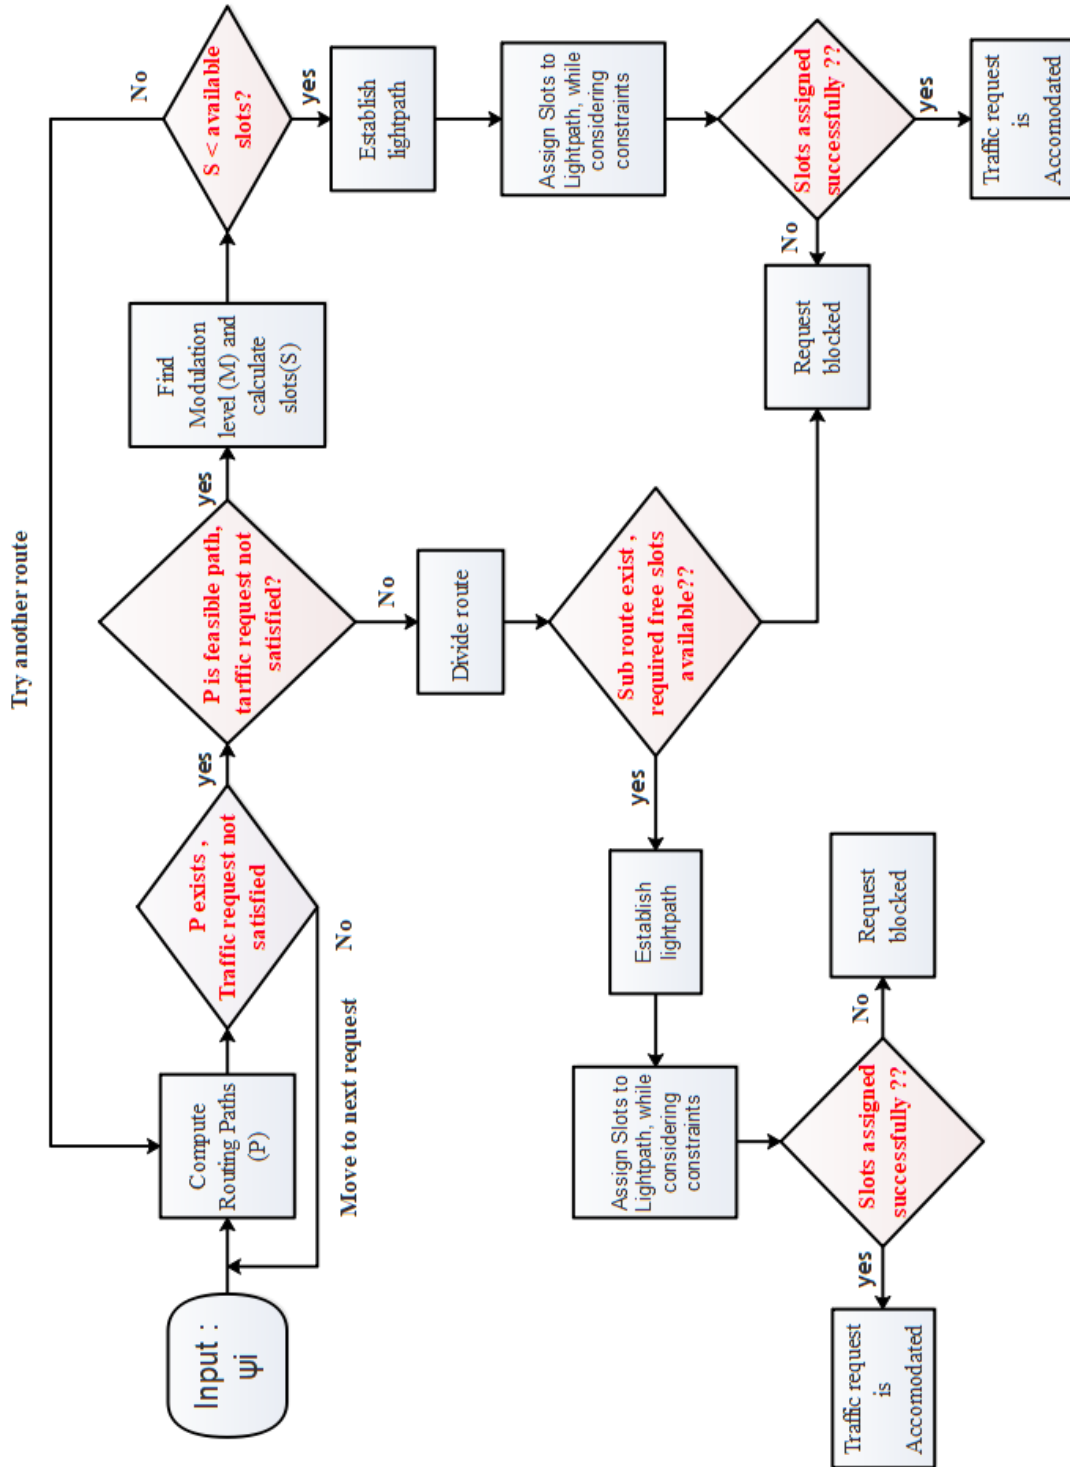 Try another route
Input :
ψi
Compute
Routing Paths
(P)
P exists ,
Traffic request not
satisfied
yes
No
Move to next request
P is feasible path,
tarffic request not
satisfied?
yes
No
Find
Modulation
level (M) and
calculate
slots(S)
S < available
slots?
No
yes
Establish
lightpath
Assign Slots to
Lightpath, while
considering
constraints
Slots assigned
successfully ??
No
yes
Traffic request
is
Accomodated
Request
blocked
Divide route
Sub route exist ,
required free slots
available??
yes
Establish
lightpath
Assign Slots to
Lightpath, while
considering
constraints
Slots assigned
successfully ??
No
yes
Request
blocked
Traffic request
is
Accomodated